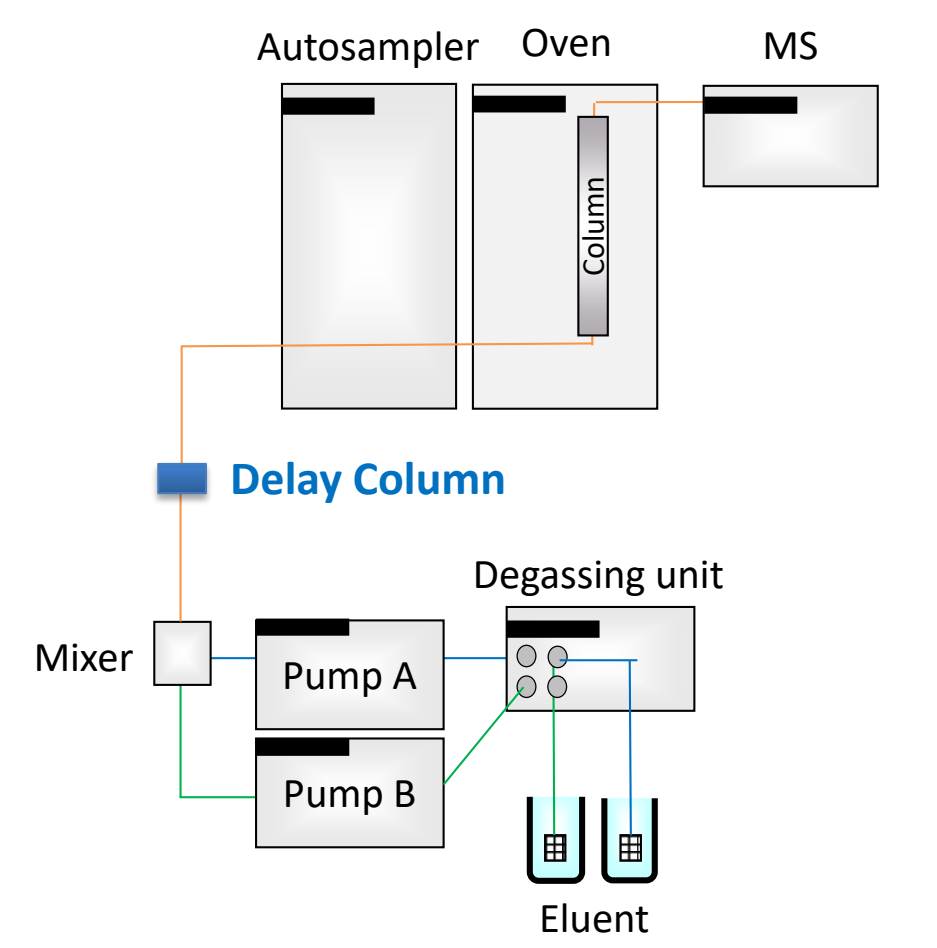 Autosampler
Oven
MS
Column
Delay Column
Degassing unit
Mixer
Pump A
Pump B
Eluent